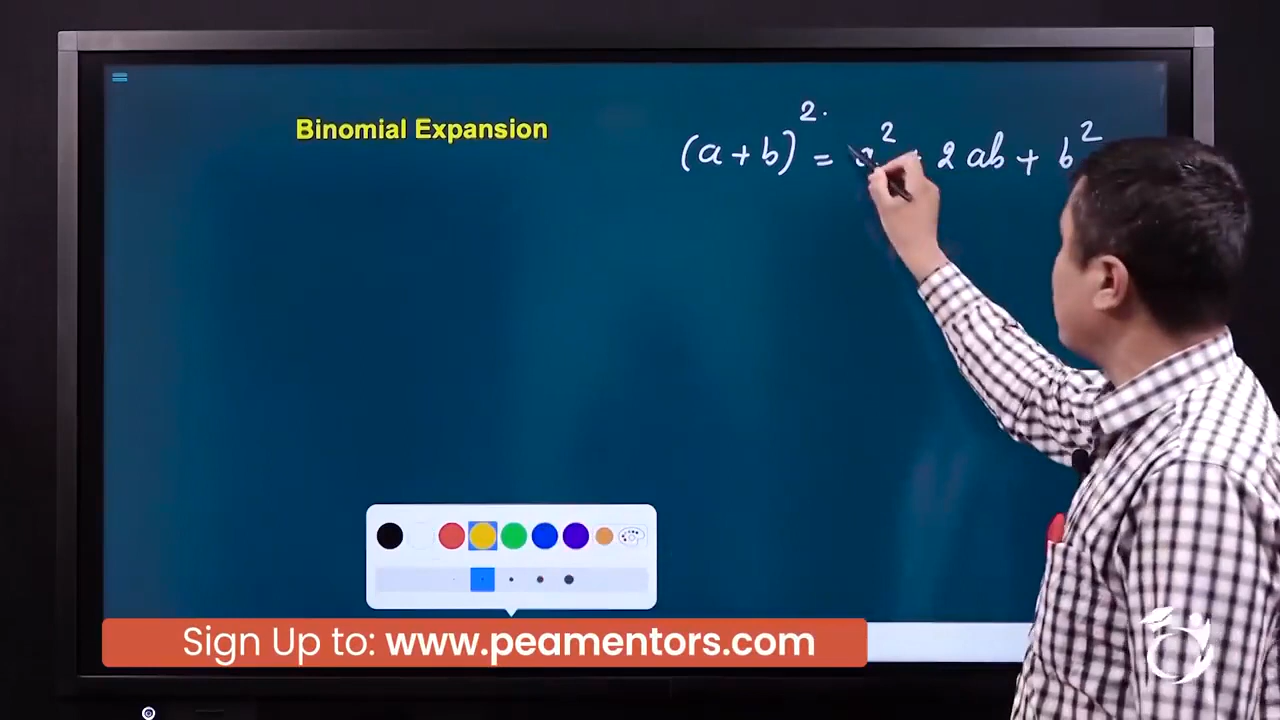 Binomial Expansion
(a+b)² = a² + 2ab + b²
Sign Up to: www.peamentors.com